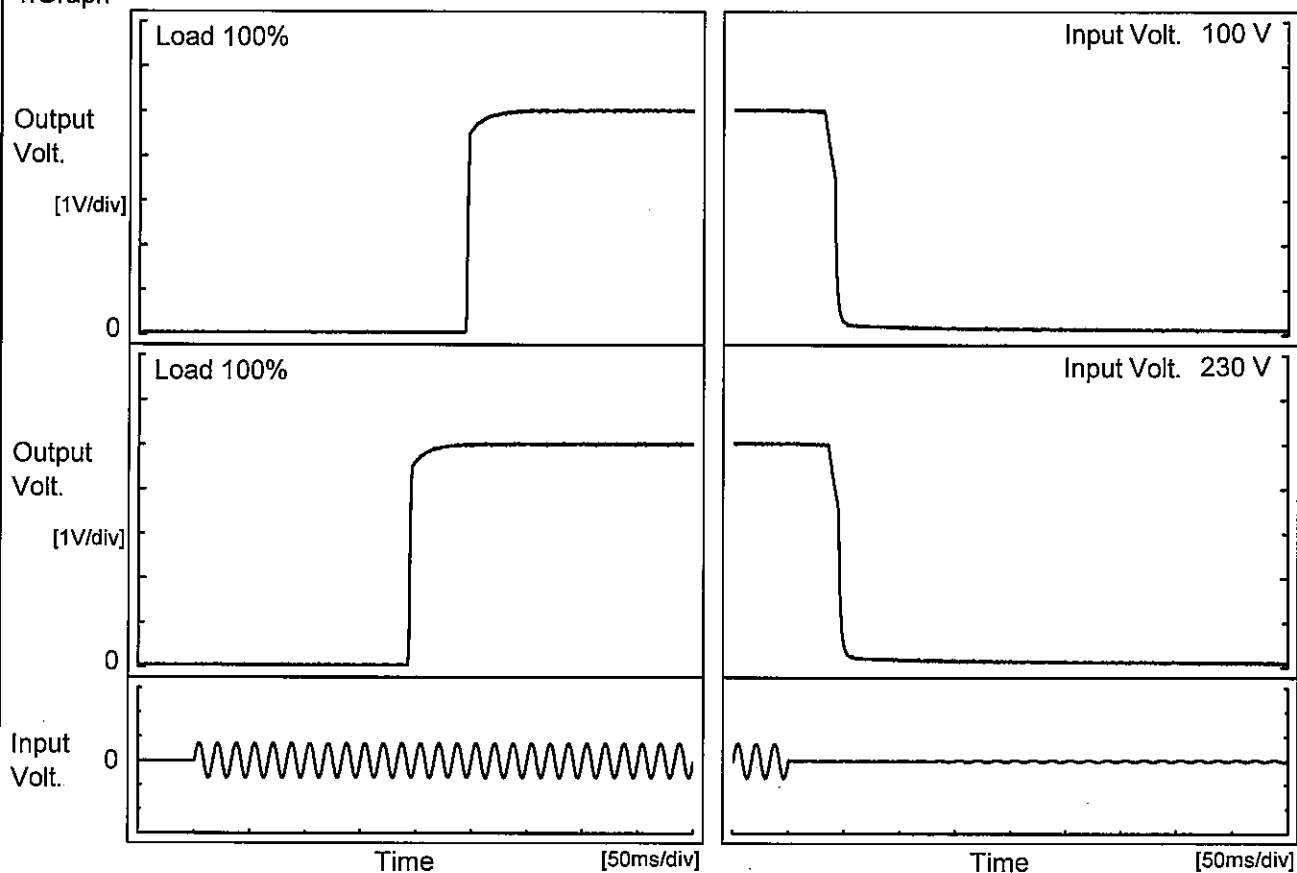 Load 100%
Input Volt. 100 V
Output
Volt.
[1V/div]
0
Load 100%
Input Volt. 230 V
Output
Volt.
[1V/div]
0
Input
Volt.
0
Time
[50ms/div]
Time
[50ms/div]